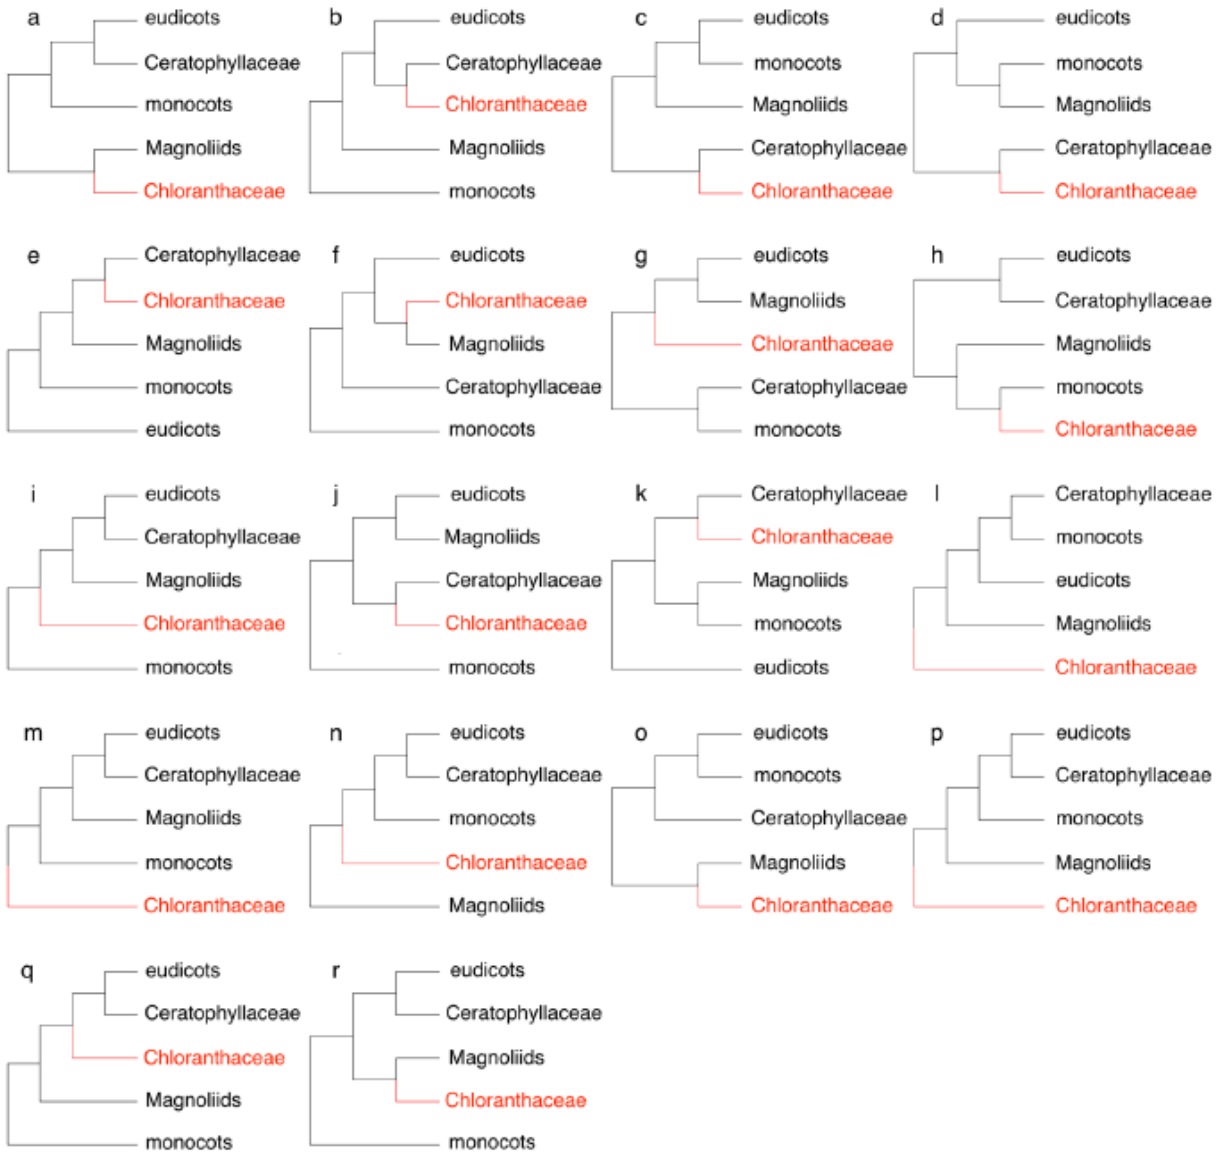 a
eudicots
Ceratophyllaceae
monocots
Magnoliids
Chloranthaceae
b
eudicots
Ceratophyllaceae
Chloranthaceae
Magnoliids
monocots
c
eudicots
monocots
Magnoliids
Ceratophyllaceae
Chloranthaceae
d
eudicots
monocots
Magnoliids
Ceratophyllaceae
Chloranthaceae
e
Ceratophyllaceae
Chloranthaceae
Magnoliids
monocots
eudicots
f
eudicots
Chloranthaceae
Magnoliids
Ceratophyllaceae
monocots
g
eudicots
Magnoliids
Chloranthaceae
Ceratophyllaceae
monocots
h
eudicots
Ceratophyllaceae
Magnoliids
monocots
Chloranthaceae
i
eudicots
Ceratophyllaceae
Magnoliids
Chloranthaceae
monocots
j
eudicots
Magnoliids
Ceratophyllaceae
Chloranthaceae
monocots
k
Ceratophyllaceae
Chloranthaceae
Magnoliids
monocots
eudicots
l
Ceratophyllaceae
monocots
eudicots
Magnoliids
Chloranthaceae
m
eudicots
Ceratophyllaceae
Magnoliids
monocots
Chloranthaceae
n
eudicots
Ceratophyllaceae
monocots
Chloranthaceae
Magnoliids
o
eudicots
monocots
Ceratophyllaceae
Magnoliids
Chloranthaceae
p
eudicots
Ceratophyllaceae
monocots
Magnoliids
Chloranthaceae
q
eudicots
Ceratophyllaceae
Chloranthaceae
Magnoliids
monocots
r
eudicots
Ceratophyllaceae
Magnoliids
Chloranthaceae
monocots